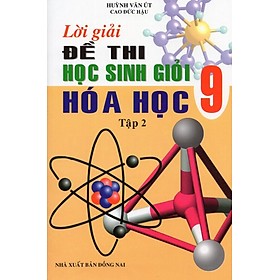 HUỲNH VĂN ÚT
CAO ĐỨC HẬU
Lời giải
ĐỀ THI
HỌC SINH GIỎI 9
HÓA HỌC
Tập 2
NHÀ XUẤT BẢN ĐỒNG NAI